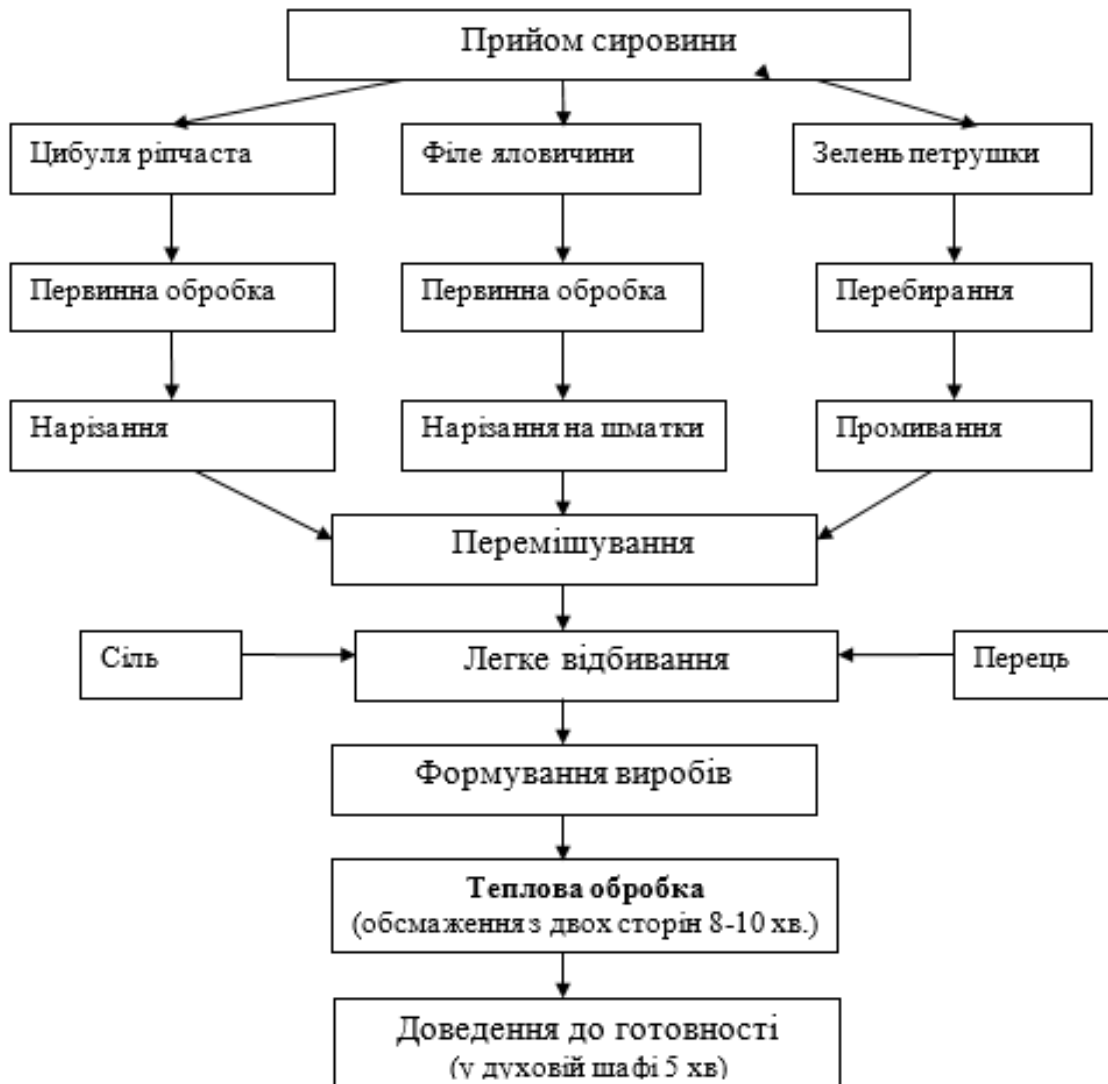 Прийом сировини
Цибуля ріпчаста
Філе яловичини
Зелень петрушки
Первинна обробка
Первинна обробка
Перебирання
Нарізання
Нарізання на шматки
Промивання
Перемішування
Сіль
Легке відбивання
Перець
Формування виробів
Теплова обробка
(обсмаження з двох сторін 8-10 хв.)
Доведення до готовності
(у духовій шафі 5 хв)